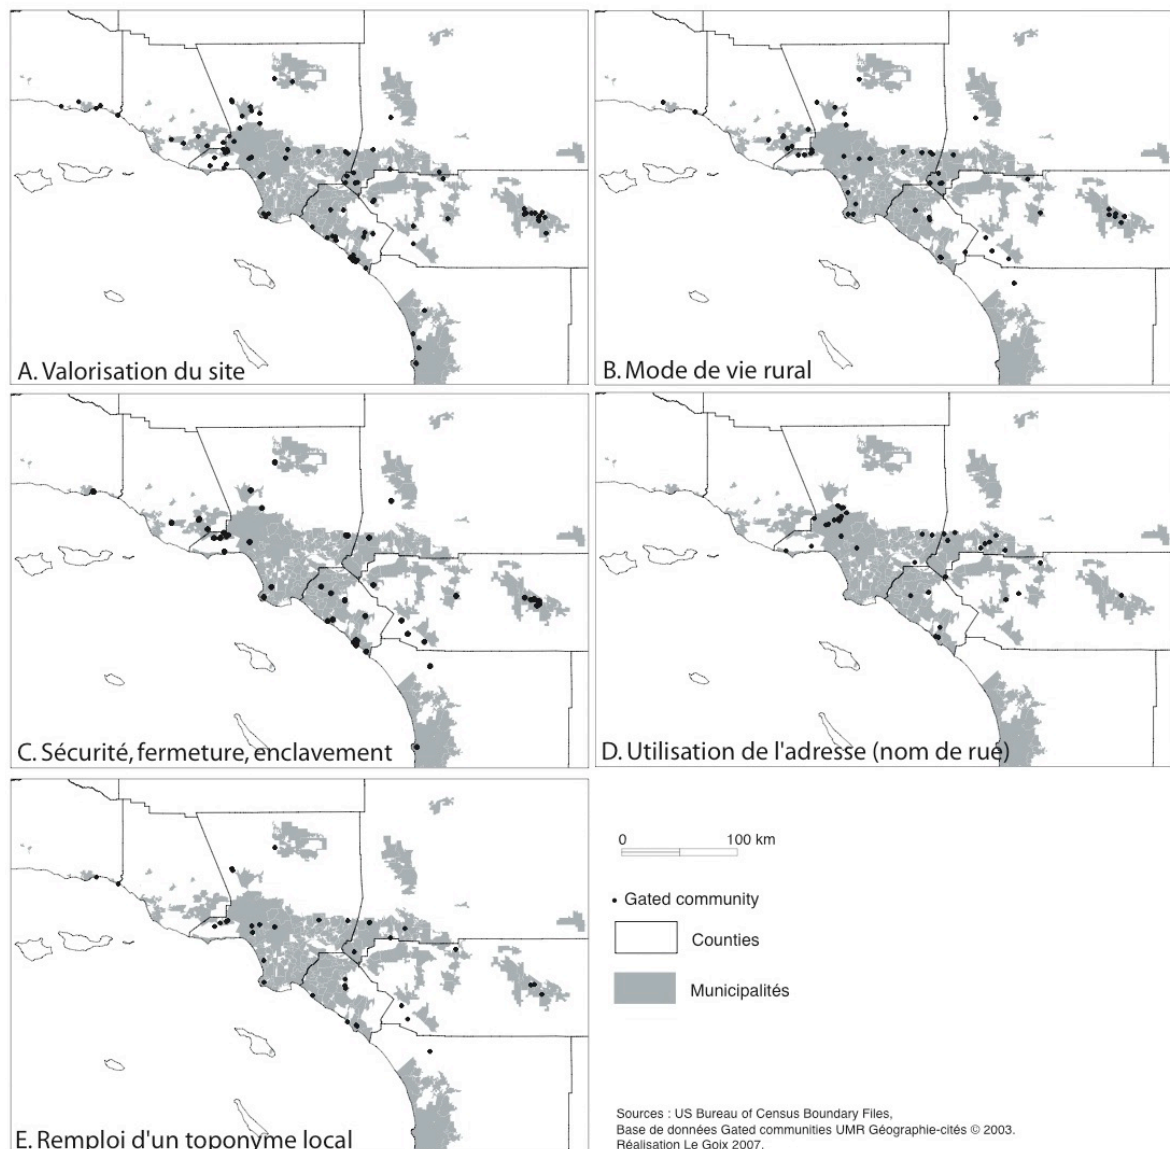 A. Valorisation du site
B. Mode de vie rural
C. Sécurité, fermeture, enclavement
D. Utilisation de l'adresse (nom de rue)
E. Remploi d'un toponyme local
0 100 km
Gated community
Counties
Municipalités
Sources : US Bureau of Census Boundary Files,
Base de données Gated communities UMR Géographie-cités © 2003.
Réalisation Le Goix 2007.